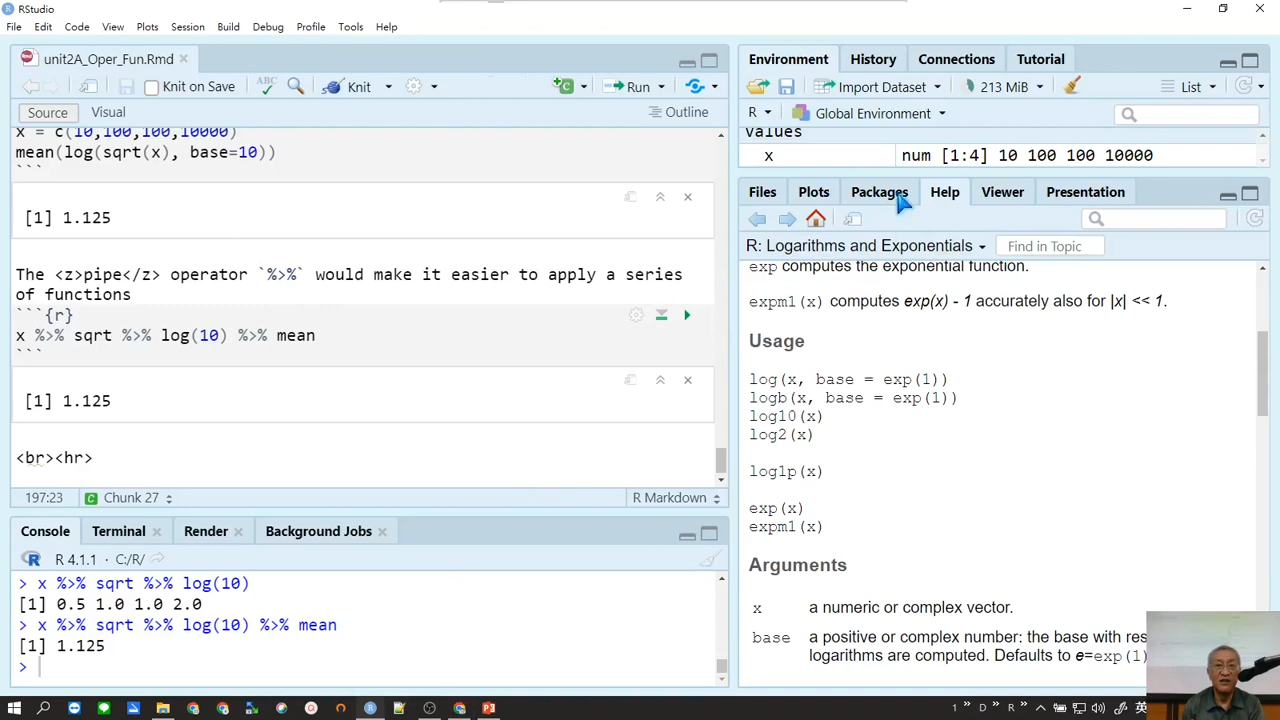 RStudio
File Edit Code View Plots Session Build Debug Profile Tools Help
unit2A_Oper_Fun.Rmd
Knit on Save ABC Knit Run
Source Visual Outline
x = c(10,100,100,10000)
mean(log(sqrt(x), base=10))
```
[1] 1.125
The <z>pipe</z> operator `%>%` would make it easier to apply a series
of functions
```{r}
x %>% sqrt %>% log(10) %>% mean
```
[1] 1.125
<br><hr>
197:23 Chunk 27 R Markdown
Console Terminal Render Background Jobs
R 4.1.1 · C:/R/
> x %>% sqrt %>% log(10)
[1] 0.5 1.0 1.0 2.0
> x %>% sqrt %>% log(10) %>% mean
[1] 1.125
>
Environment History Connections Tutorial
Import Dataset 213 MiB List
R Global Environment
values
x num [1:4] 10 100 100 10000
Files Plots Packages Help Viewer Presentation
R: Logarithms and Exponentials Find in Topic
exp computes the exponential function.
expm1(x) computes exp(x) - 1 accurately also for |x| << 1.
Usage
log(x, base = exp(1))
logb(x, base = exp(1))
log10(x)
log2(x)
log1p(x)
exp(x)
expm1(x)
Arguments
x a numeric or complex vector.
base a positive or complex number: the base with res
logarithms are computed. Defaults to e=exp(1)
1 » D » R » 英